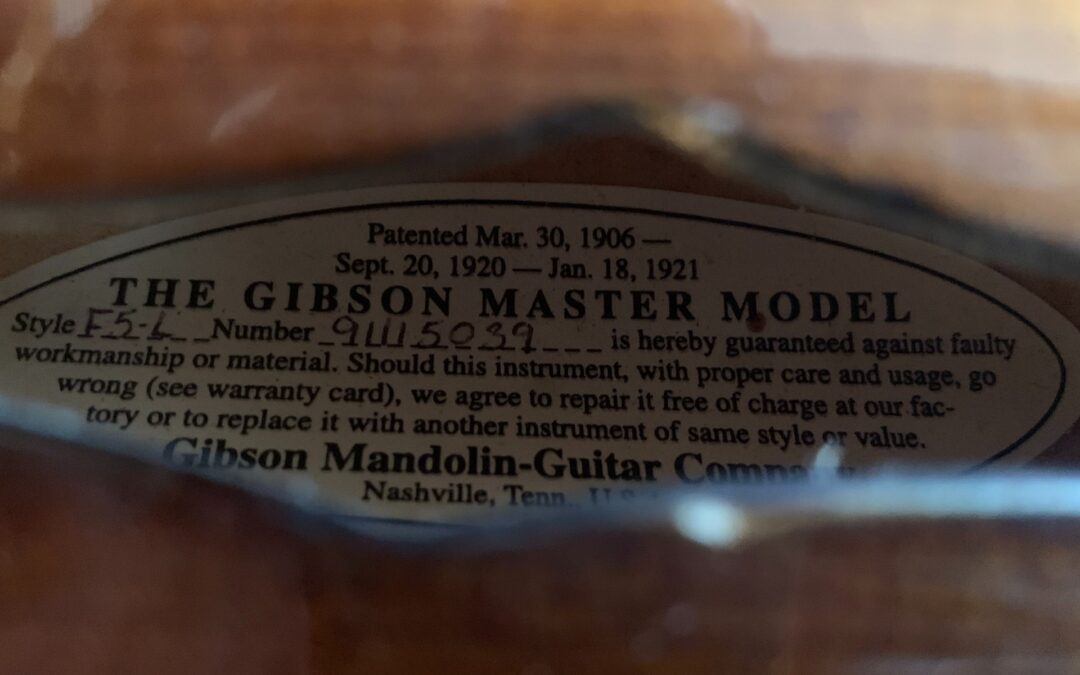 Patented Mar. 30, 1906 —
Sept. 20, 1920 — Jan. 18, 1921
THE GIBSON MASTER MODEL
Style F5-L Number 91115039 is hereby guaranteed against faulty
workmanship or material. Should this instrument, with proper care and usage, go
wrong (see warranty card), we agree to repair it free of charge at our fac-
tory or to replace it with another instrument of same style or value.
Gibson Mandolin-Guitar Company
Nashville, Tenn.